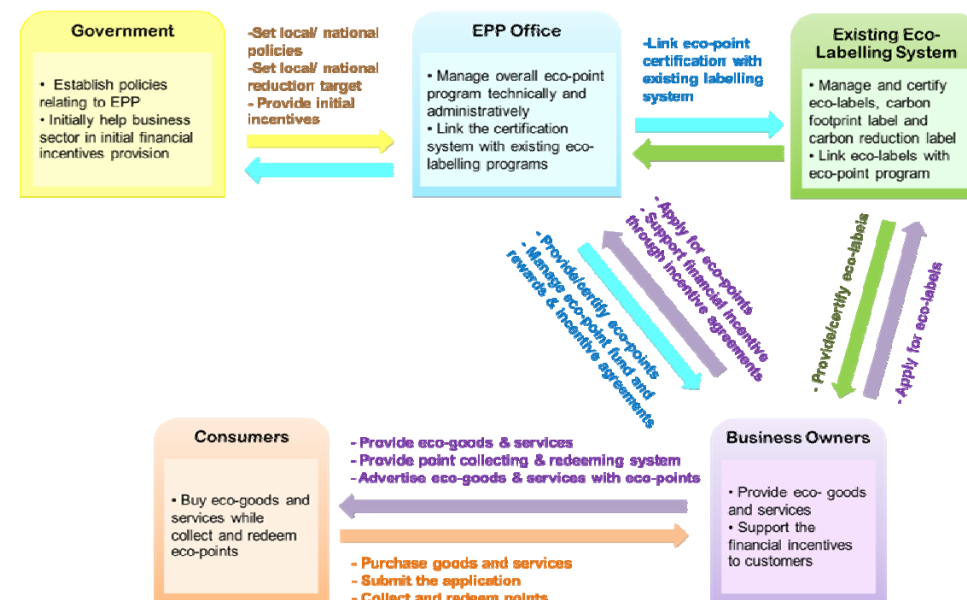 Government
• Establish policies
relating to EPP
• Initially help business
sector in initial financial
incentives provision
-Set local/ national
policies
-Set local/ national
reduction target
- Provide initial
incentives
EPP Office
• Manage overall eco-point
program technically and
administratively
• Link the certification
system with existing eco-
labelling programs
-Link eco-point
certification with
existing labelling
system
Existing Eco-
Labelling System
• Manage and certify
eco-labels, carbon
footprint label and
carbon reduction label
• Link eco-labels with
eco-point program
- Apply for eco-points
- Support financial incentive
through incentive agreements
- Provide/certify eco-points
- Manage eco-point fund and
rewards & incentive agreements
- Provide/certify eco-labels
- Apply for eco-labels
Consumers
• Buy eco-goods and
services while
collect and redeem
eco-points
- Provide eco-goods & services
- Provide point collecting & redeeming system
- Advertise eco-goods & services with eco-points
- Purchase goods and services
- Submit the application
- Collect and redeem points
Business Owners
• Provide eco- goods
and services
• Support the
financial incentives
to customers